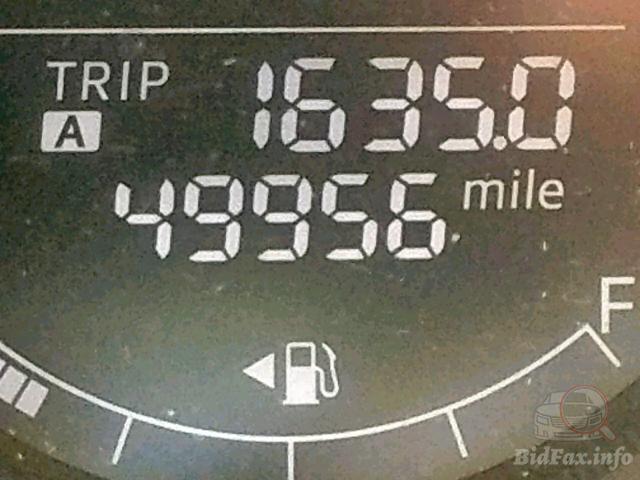 TRIP 1635.0
A
49956 mile
F
BidFax.info